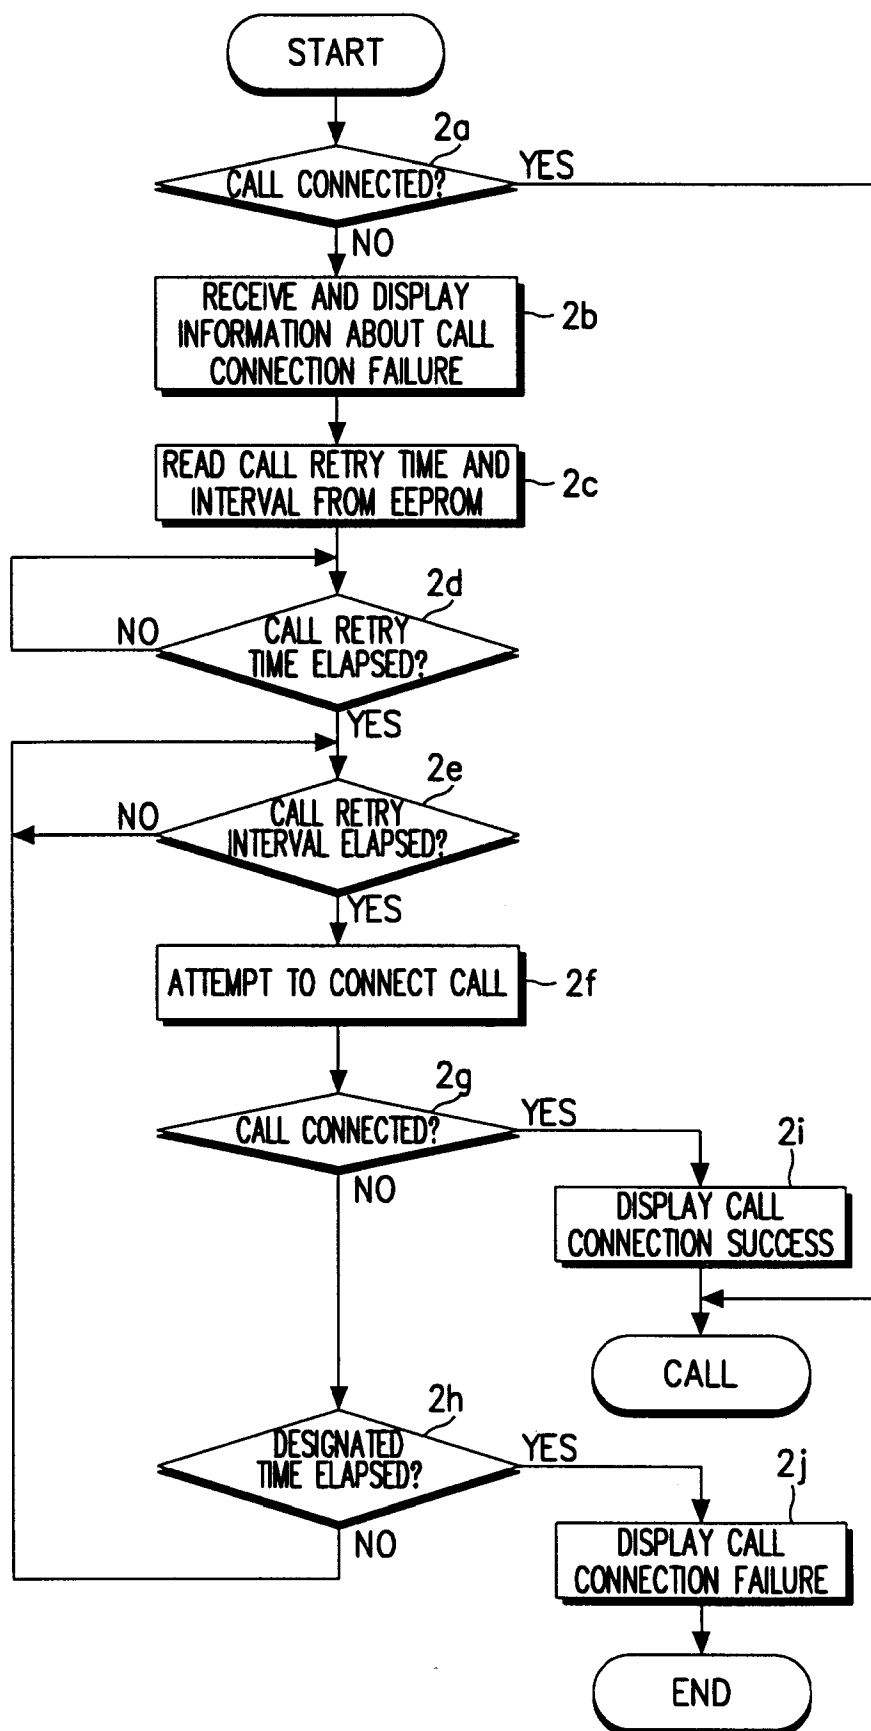 START
2a
CALL CONNECTED?
YES
NO
RECEIVE AND DISPLAY
INFORMATION ABOUT CALL
CONNECTION FAILURE
2b
READ CALL RETRY TIME AND
INTERVAL FROM EEPROM
2c
2d
CALL RETRY
TIME ELAPSED?
NO
YES
2e
CALL RETRY
INTERVAL ELAPSED?
NO
YES
ATTEMPT TO CONNECT CALL
2f
2g
CALL CONNECTED?
YES
NO
2i
DISPLAY CALL
CONNECTION SUCCESS
CALL
2h
DESIGNATED
TIME ELAPSED?
YES
NO
2j
DISPLAY CALL
CONNECTION FAILURE
END